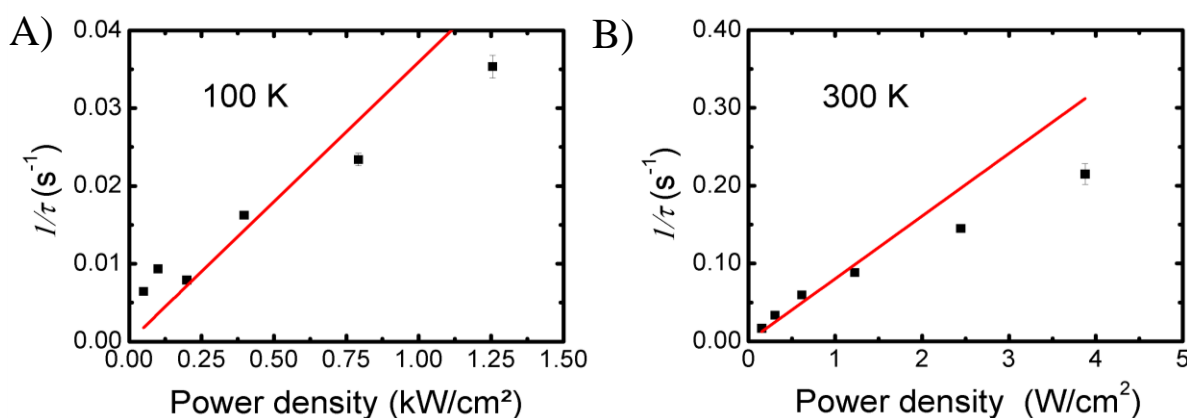 A)
0.04
0.03
0.02
0.01
0.00
100 K
1/τ (s⁻¹)
0.00 0.25 0.50 0.75 1.00 1.25 1.50
Power density (kW/cm²)
B)
0.40
0.30
0.20
0.10
0.00
300 K
1/τ (s⁻¹)
0 1 2 3 4 5
Power density (W/cm²)